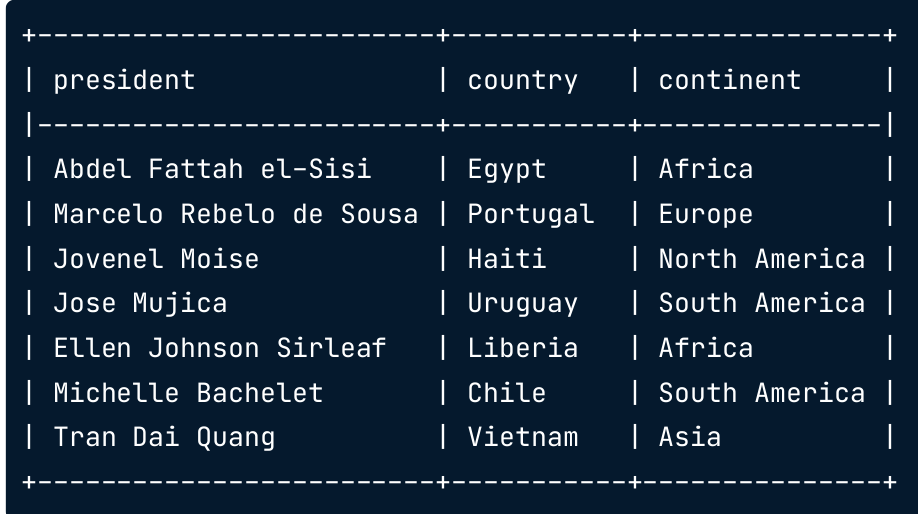 +-------------------------+-----------+---------------+
| president               | country   | continent     |
|-------------------------+-----------+---------------|
| Abdel Fattah el-Sisi    | Egypt     | Africa        |
| Marcelo Rebelo de Sousa | Portugal  | Europe        |
| Jovenel Moise           | Haiti     | North America |
| Jose Mujica             | Uruguay   | South America |
| Ellen Johnson Sirleaf   | Liberia   | Africa        |
| Michelle Bachelet       | Chile     | South America |
| Tran Dai Quang          | Vietnam   | Asia          |
+-------------------------+-----------+---------------+